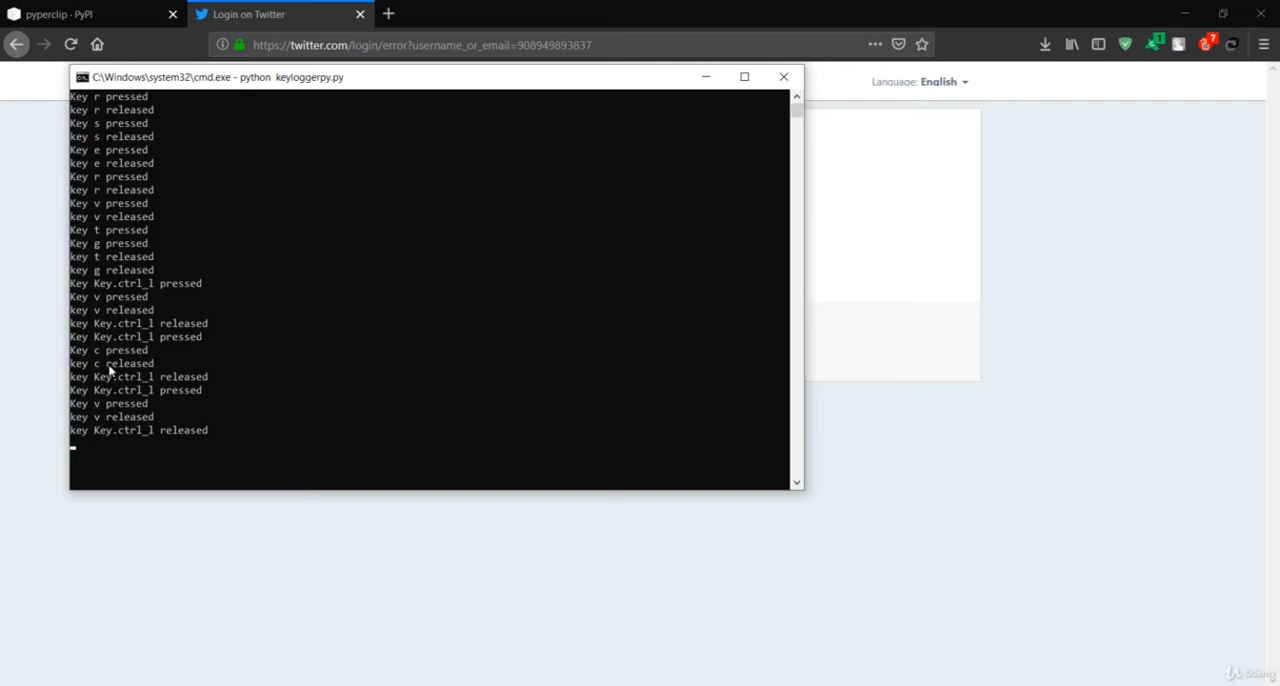 pyperclip · PyPI
Login on Twitter
https://twitter.com/login/error?username_or_email=908949893837
1
7
C:\Windows\system32\cmd.exe - python  keyloggerpy.py
Language: English
Key r pressed
key r released
Key s pressed
key s released
Key e pressed
key e released
Key r pressed
key r released
Key v pressed
key v released
Key t pressed
Key g pressed
key t released
key g released
Key Key.ctrl_l pressed
Key v pressed
key v released
key Key.ctrl_l released
Key Key.ctrl_l pressed
Key c pressed
key c released
key Key.ctrl_l released
Key Key.ctrl_l pressed
Key v pressed
key v released
key Key.ctrl_l released
Udemy